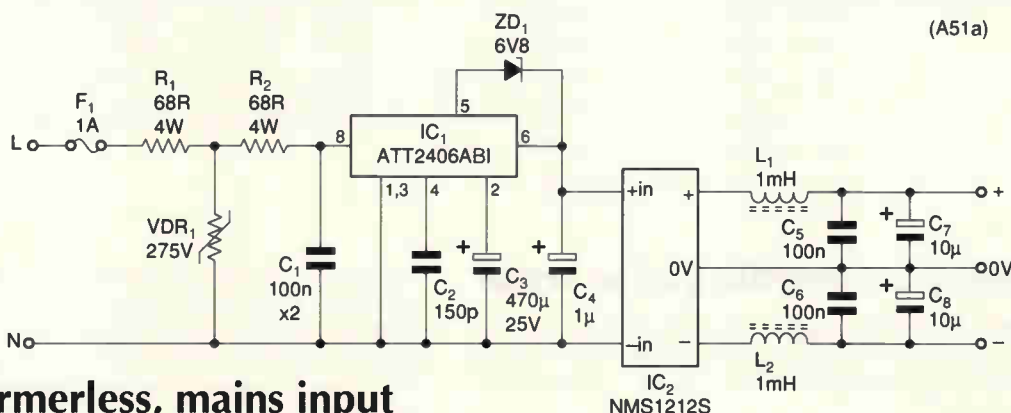 (A51a)
ZD1
6V8
R1
68R
4W
R2
68R
4W
F1
1A
L
5
8
IC1
ATT2406ABI
6
1,3
4
2
VDR1
275V
C1
100n
x2
C2
150p
+
C3
470µ
25V
+
C4
1µ
N
+in
+
0V
–in
–
IC2
NMS1212S
L1
1mH
C5
100n
+
C7
10µ
C6
100n
+
C8
10µ
L2
1mH
+
0V
–
rmerless, mains input